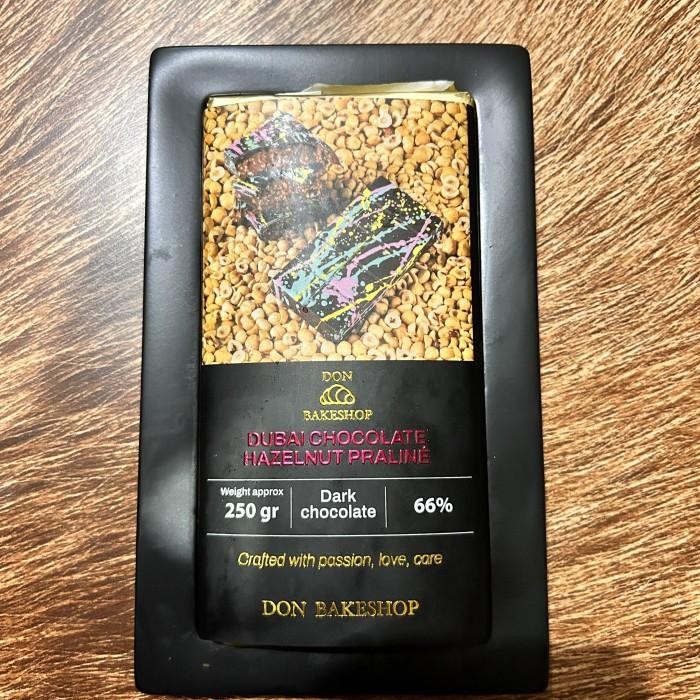 DON
BAKESHOP
DUBAI CHOCOLATE
HAZELNUT PRALINÉ
Weight approx
250 gr
Dark
chocolate
66%
Crafted with passion, love, care
DON BAKESHOP